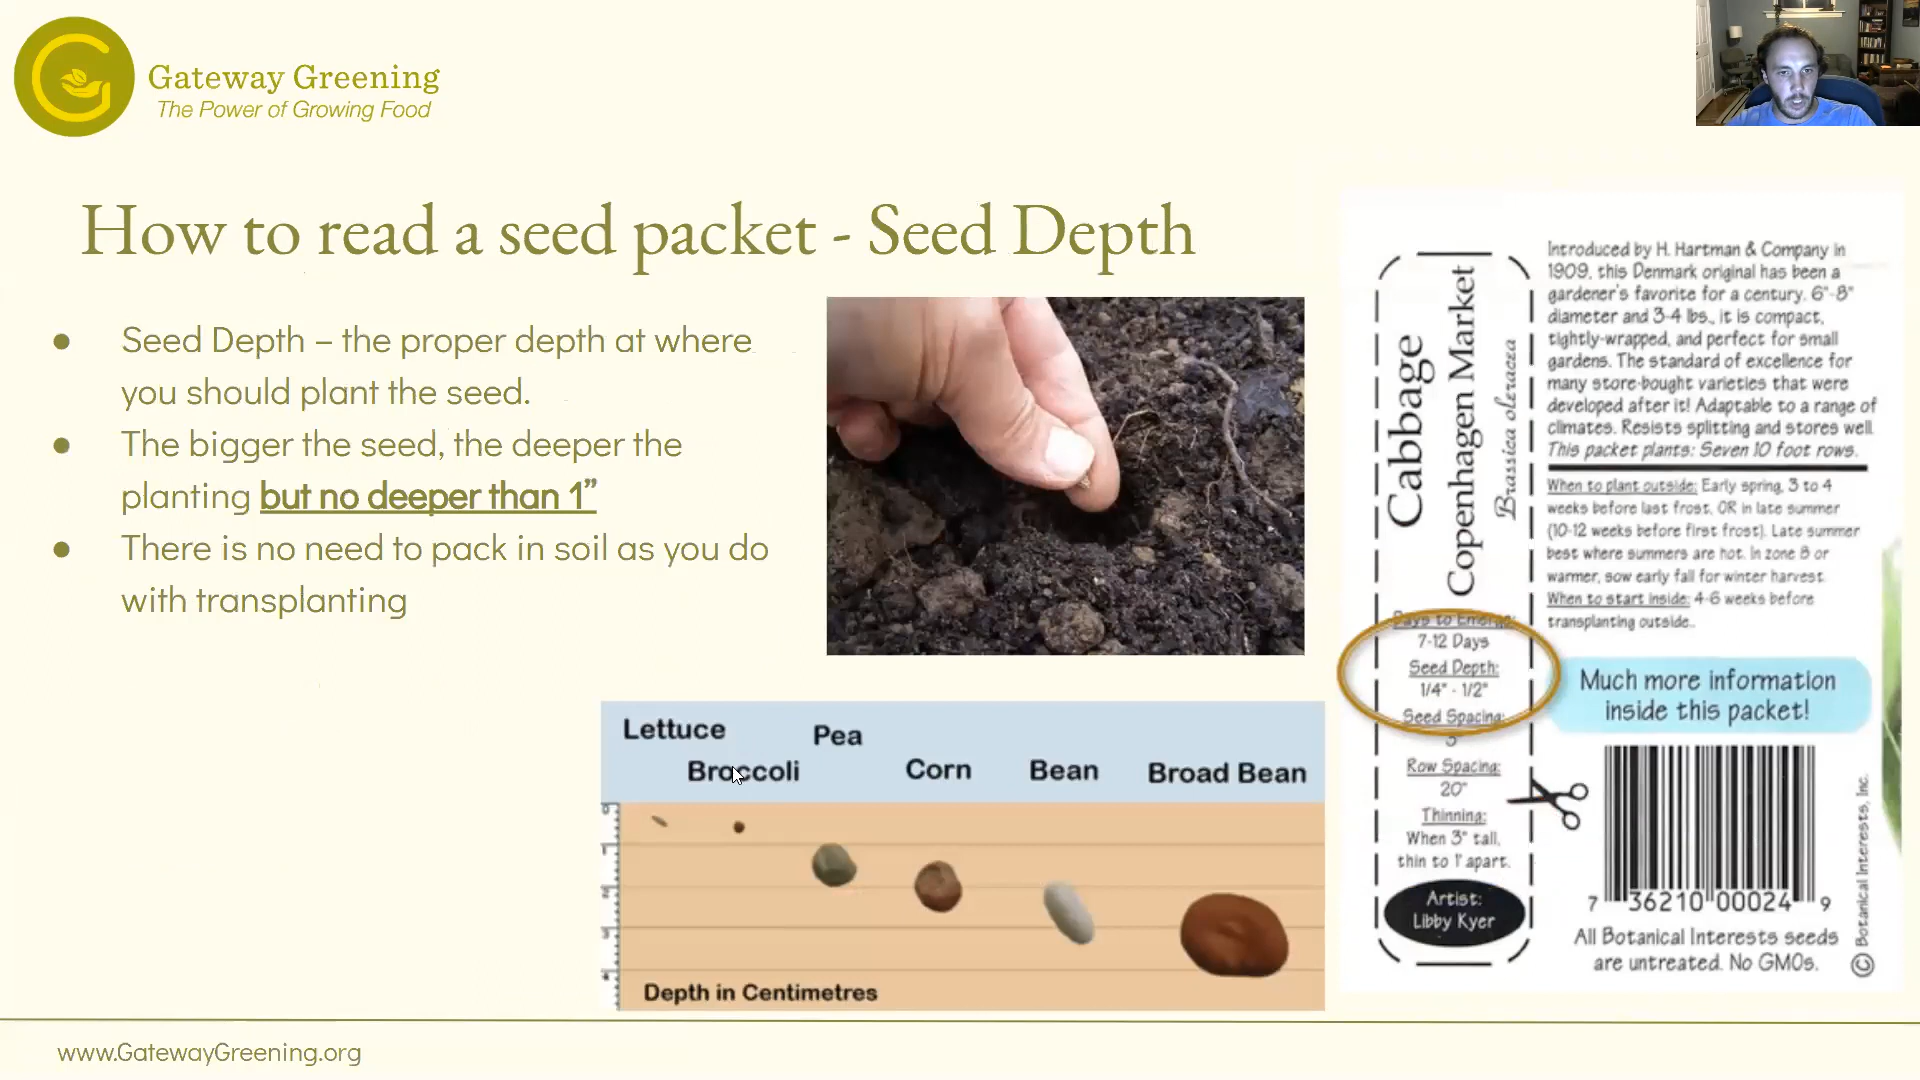 Gateway Greening
The Power of Growing Food
How to read a seed packet - Seed Depth
● Seed Depth – the proper depth at where
you should plant the seed.
● The bigger the seed, the deeper the
planting but no deeper than 1”
● There is no need to pack in soil as you do
with transplanting
Lettuce
Pea
Broccoli
Corn
Bean
Broad Bean
0
1
2
3
4
Depth in Centimetres
Cabbage
Copenhagen Market
Brassica oleracea
Days to Emerge:
7-12 Days
Seed Depth:
1/4" - 1/2"
Seed Spacing:
Row Spacing:
20"
Thinning:
When 3" tall,
thin to 1' apart.
Artist:
Libby Kyer
Introduced by H. Hartman & Company in
1909, this Denmark original has been a
gardener's favorite for a century. 6"-8"
diameter and 3-4 lbs., it is compact,
tightly-wrapped, and perfect for small
gardens. The standard of excellence for
many store-bought varieties that were
developed after it! Adaptable to a range of
climates. Resists splitting and stores well.
This packet plants: Seven 10 foot rows.
When to plant outside: Early spring, 3 to 4
weeks before last frost, OR in late summer
(10-12 weeks before first frost). Late summer
best where summers are hot. In zone 8 or
warmer, sow early fall for winter harvest.
When to start inside: 4-6 weeks before
transplanting outside..
Much more information
inside this packet!
7 36210 00024 9
All Botanical Interests seeds
are untreated. No GMOs.
© Botanical Interests, Inc.
www.GatewayGreening.org